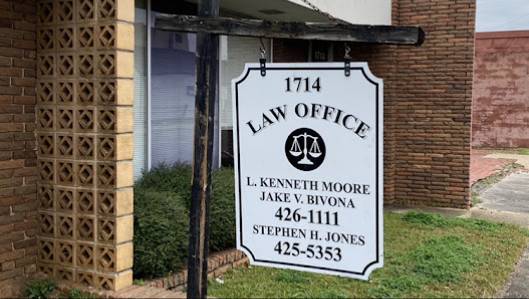 1714
LAW OFFICE
L. KENNETH MOORE
JAKE V. BIVONA
426-1111
STEPHEN H. JONES
425-5353